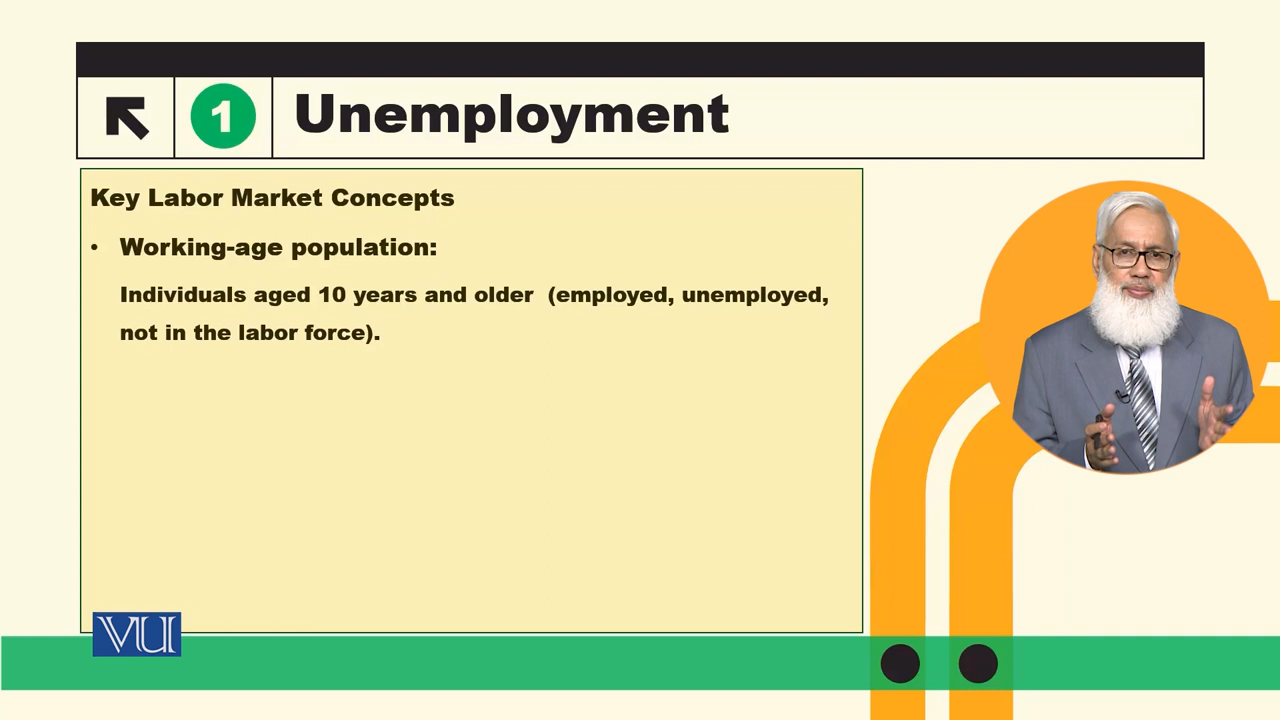 1
Unemployment
Key Labor Market Concepts
• Working-age population:
Individuals aged 10 years and older (employed, unemployed,
not in the labor force).
VU